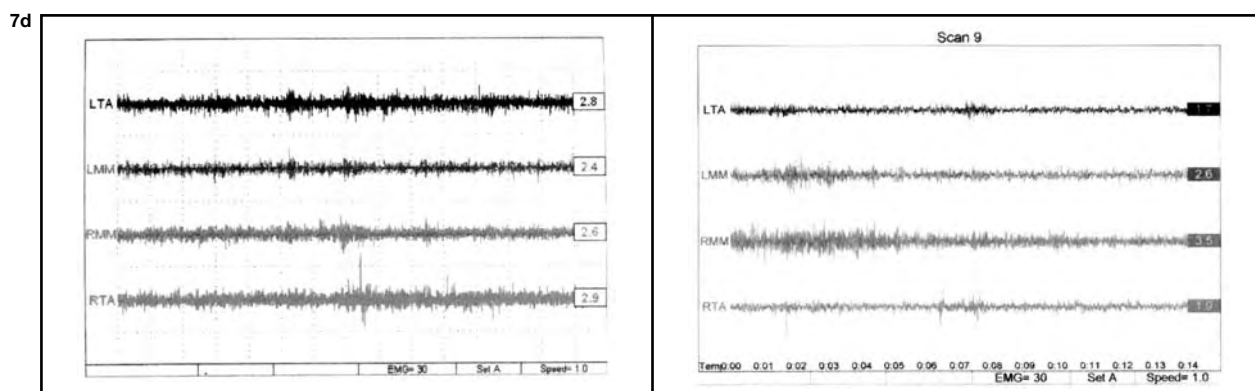 7d
LTA 2.8
LMM 2.4
RMM 2.6
RTA 2.9
EMG= 30 Set A Speed= 1.0
Scan 9
LTA 1.7
LMM 2.6
RMM 3.5
RTA
Temp0:00 0:01 0:02 0:03 0:04 0:05 0:06 0:07 0:08 0:09 0:10 0:11 0:12 0:13 0:14
EMG= 30 Set A Speed= 1.0